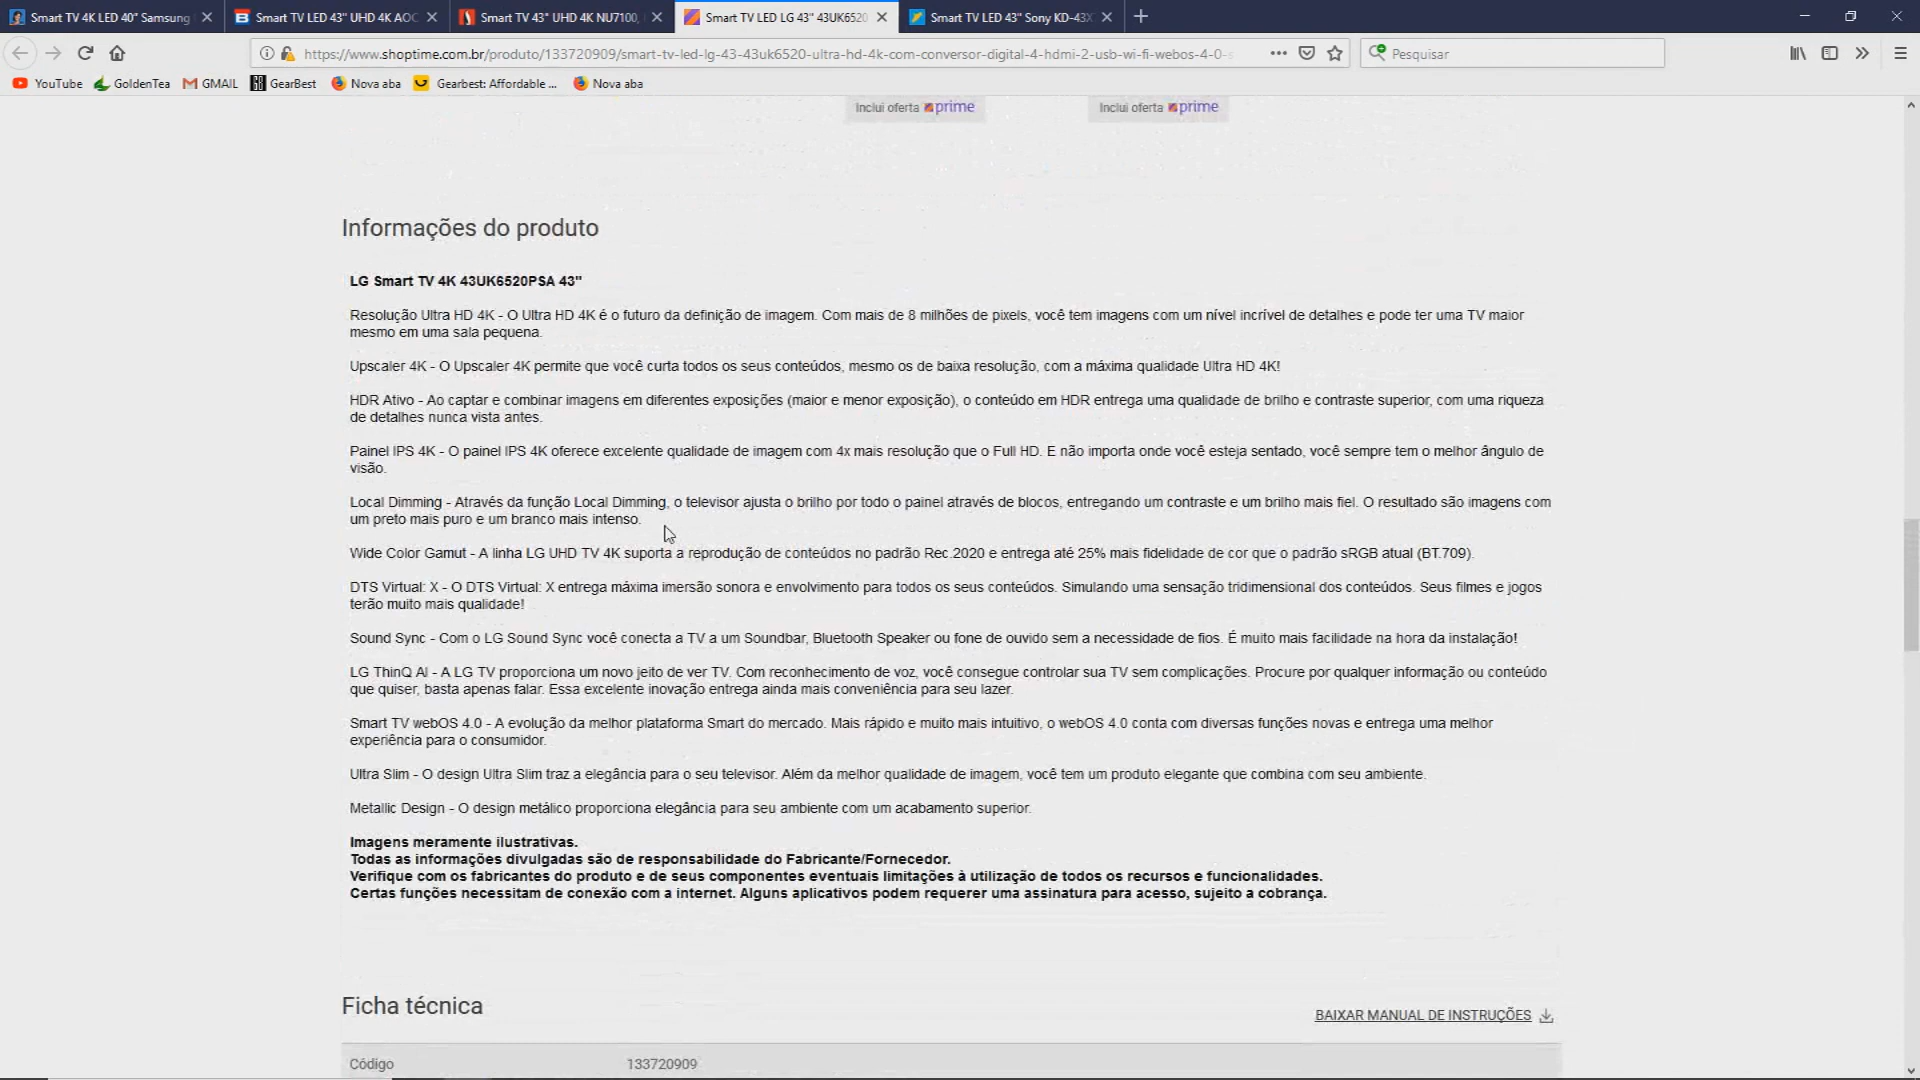 Smart TV 4K LED 40" Samsung
Smart TV LED 43" UHD 4K AOC
Smart TV 43" UHD 4K NU7100,
Smart TV LED LG 43" 43UK6520
Smart TV LED 43" Sony KD-43X
https://www.shoptime.com.br/produto/133720909/smart-tv-led-lg-43-43uk6520-ultra-hd-4k-com-conversor-digital-4-hdmi-2-usb-wi-fi-webos-4-0-s
Pesquisar
YouTube
GoldenTea
GMAIL
GearBest
Nova aba
Gearbest: Affordable ...
Nova aba
Inclui oferta prime
Inclui oferta prime
Informações do produto
LG Smart TV 4K 43UK6520PSA 43"
Resolução Ultra HD 4K - O Ultra HD 4K é o futuro da definição de imagem. Com mais de 8 milhões de pixels, você tem imagens com um nível incrível de detalhes e pode ter uma TV maior
mesmo em uma sala pequena.
Upscaler 4K - O Upscaler 4K permite que você curta todos os seus conteúdos, mesmo os de baixa resolução, com a máxima qualidade Ultra HD 4K!
HDR Ativo - Ao captar e combinar imagens em diferentes exposições (maior e menor exposição), o conteúdo em HDR entrega uma qualidade de brilho e contraste superior, com uma riqueza
de detalhes nunca vista antes.
Painel IPS 4K - O painel IPS 4K oferece excelente qualidade de imagem com 4x mais resolução que o Full HD. E não importa onde você esteja sentado, você sempre tem o melhor ângulo de
visão.
Local Dimming - Através da função Local Dimming, o televisor ajusta o brilho por todo o painel através de blocos, entregando um contraste e um brilho mais fiel. O resultado são imagens com
um preto mais puro e um branco mais intenso.
Wide Color Gamut - A linha LG UHD TV 4K suporta a reprodução de conteúdos no padrão Rec.2020 e entrega até 25% mais fidelidade de cor que o padrão sRGB atual (BT.709).
DTS Virtual: X - O DTS Virtual: X entrega máxima imersão sonora e envolvimento para todos os seus conteúdos. Simulando uma sensação tridimensional dos conteúdos. Seus filmes e jogos
terão muito mais qualidade!
Sound Sync - Com o LG Sound Sync você conecta a TV a um Soundbar, Bluetooth Speaker ou fone de ouvido sem a necessidade de fios. É muito mais facilidade na hora da instalação!
LG ThinQ AI - A LG TV proporciona um novo jeito de ver TV. Com reconhecimento de voz, você consegue controlar sua TV sem complicações. Procure por qualquer informação ou conteúdo
que quiser, basta apenas falar. Essa excelente inovação entrega ainda mais conveniência para seu lazer.
Smart TV webOS 4.0 - A evolução da melhor plataforma Smart do mercado. Mais rápido e muito mais intuitivo, o webOS 4.0 conta com diversas funções novas e entrega uma melhor
experiência para o consumidor.
Ultra Slim - O design Ultra Slim traz a elegância para o seu televisor. Além da melhor qualidade de imagem, você tem um produto elegante que combina com seu ambiente.
Metallic Design - O design metálico proporciona elegância para seu ambiente com um acabamento superior.
Imagens meramente ilustrativas.
Todas as informações divulgadas são de responsabilidade do Fabricante/Fornecedor.
Verifique com os fabricantes do produto e de seus componentes eventuais limitações à utilização de todos os recursos e funcionalidades.
Certas funções necessitam de conexão com a internet. Alguns aplicativos podem requerer uma assinatura para acesso, sujeito a cobrança.
Ficha técnica
BAIXAR MANUAL DE INSTRUÇÕES
Código 133720909